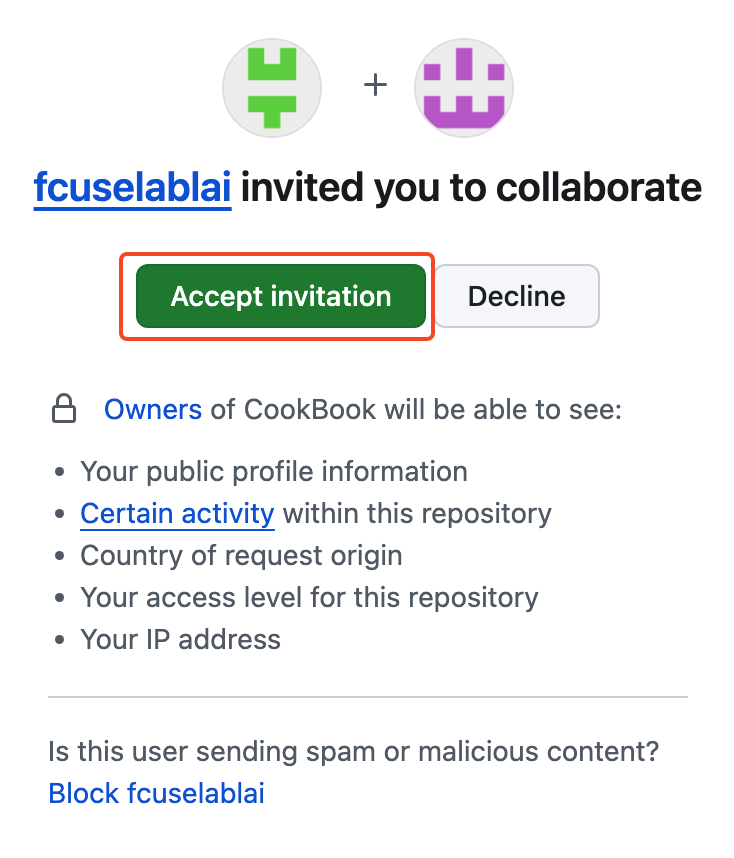 +
fcuselablai invited you to collaborate
Accept invitation
Decline
Owners of CookBook will be able to see:
• Your public profile information
• Certain activity within this repository
• Country of request origin
• Your access level for this repository
• Your IP address
Is this user sending spam or malicious content?
Block fcuselablai